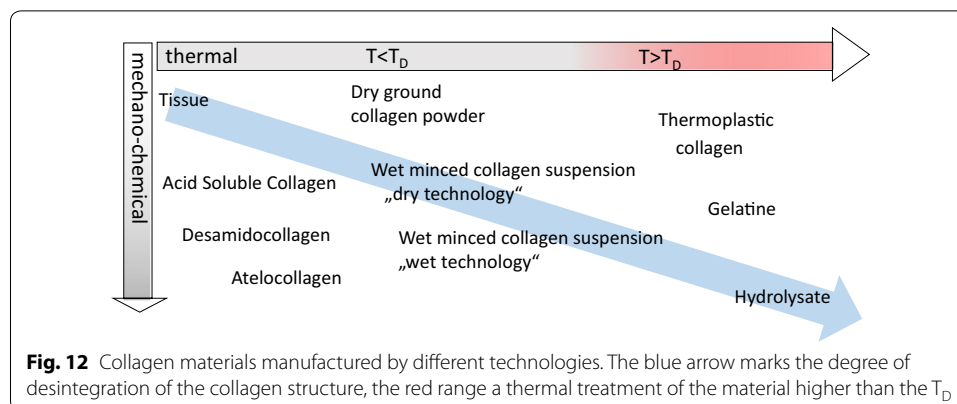 thermal T<T_D T>T_D
mechano-chemical
Tissue
Dry ground
collagen powder
Thermoplastic
collagen
Acid Soluble Collagen
Wet minced collagen suspension
„dry technology“
Gelatine
Desamidocollagen
Wet minced collagen suspension
„wet technology“
Atelocollagen
Hydrolysate
Fig. 12 Collagen materials manufactured by different technologies. The blue arrow marks the degree of
desintegration of the collagen structure, the red range a thermal treatment of the material higher than the T_D